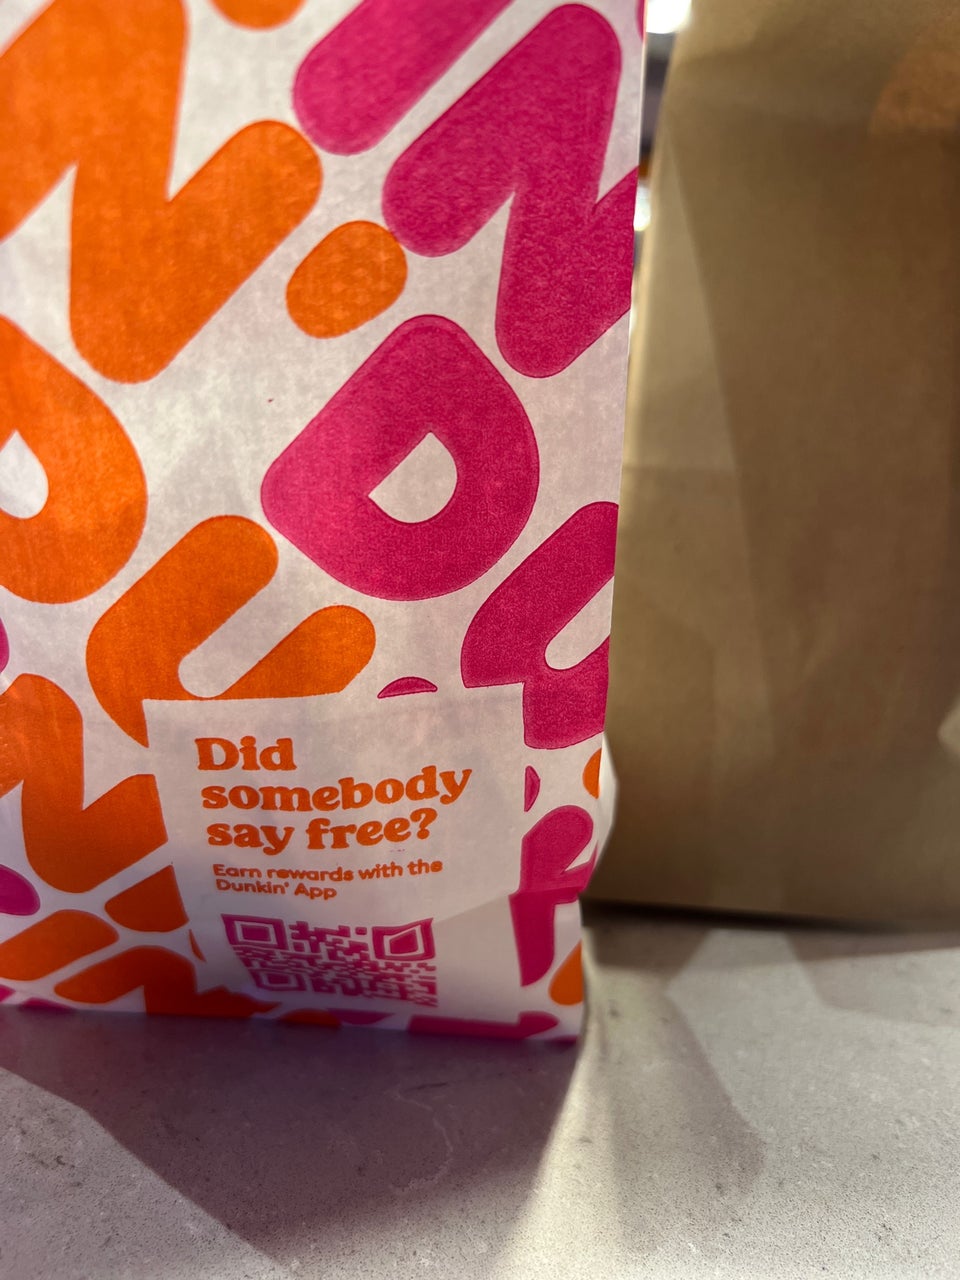 Did
somebody
say free?
Earn rewards with the
Dunkin' App